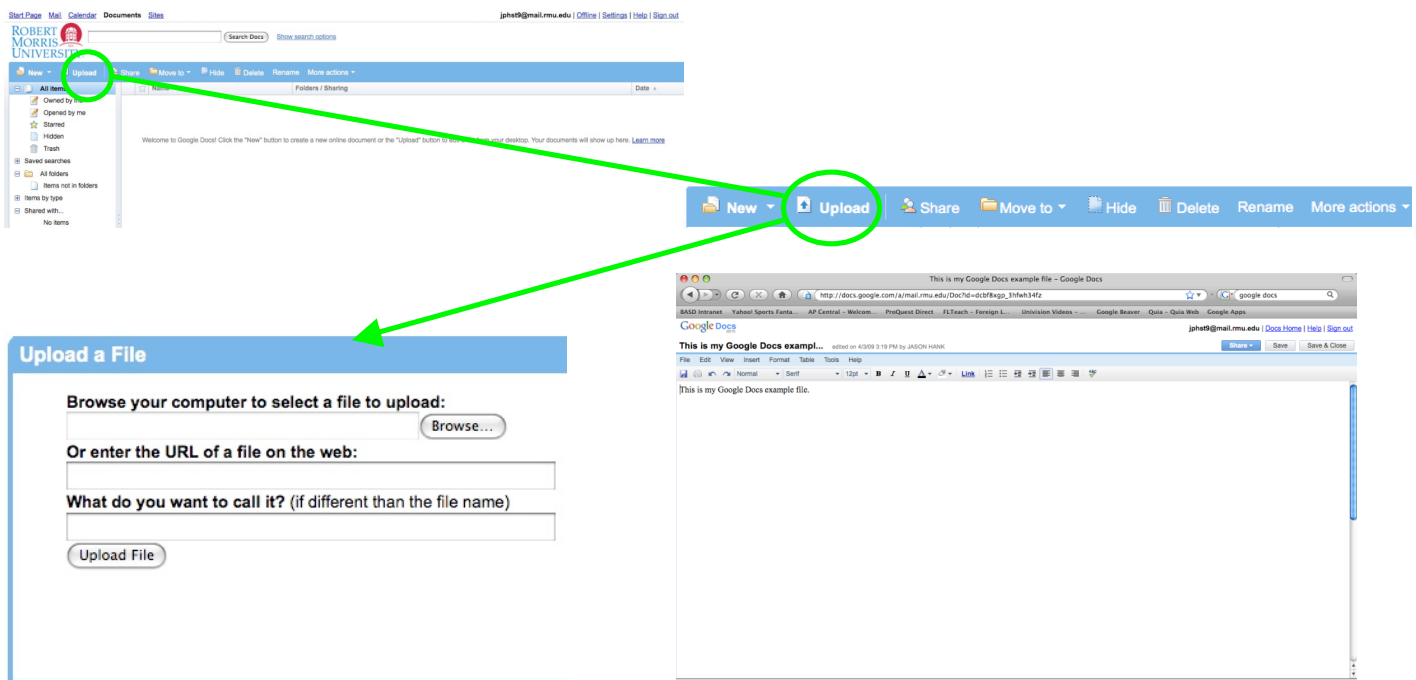 Start Page Mail Calendar Documents Sites
jphst9@mail.rmu.edu | Offline | Settings | Help | Sign out
ROBERT
MORRIS
UNIVERSITY
Search Docs Show search options
New Upload Share Move to Hide Delete Rename More actions
All items Name Folders / Sharing Date
Owned by me
Opened by me
Starred
Hidden
Trash
Welcome to Google Docs! Click the "New" button to create a new online document or the "Upload" button to edit your desktop. Your documents will show up here. Learn more
Saved searches
All folders
Items not in folders
Items by type
Shared with...
No items
New Upload Share Move to Hide Delete Rename More actions
Upload a File
Browse your computer to select a file to upload:
Browse...
Or enter the URL of a file on the web:
What do you want to call it? (if different than the file name)
Upload File
This is my Google Docs example file – Google Docs
http://docs.google.com/a/mail.rmu.edu/Doc?id=dcbf8xgp_3hfwh34fz
google docs
BASD Intranet Yahoo! Sports Fanta... AP Central – Welcom... ProQuest Direct FLTeach – Foreign L... Univision Videos – ... Google Beaver Quia – Quia Web Google Apps
Google Docs
jphst9@mail.rmu.edu | Docs Home | Help | Sign out
This is my Google Docs exampl... edited on 4/3/09 3:19 PM by JASON HANK
Share Save Save & Close
File Edit View Insert Format Table Tools Help
Normal Serif 12pt B I U A Link
This is my Google Docs example file.